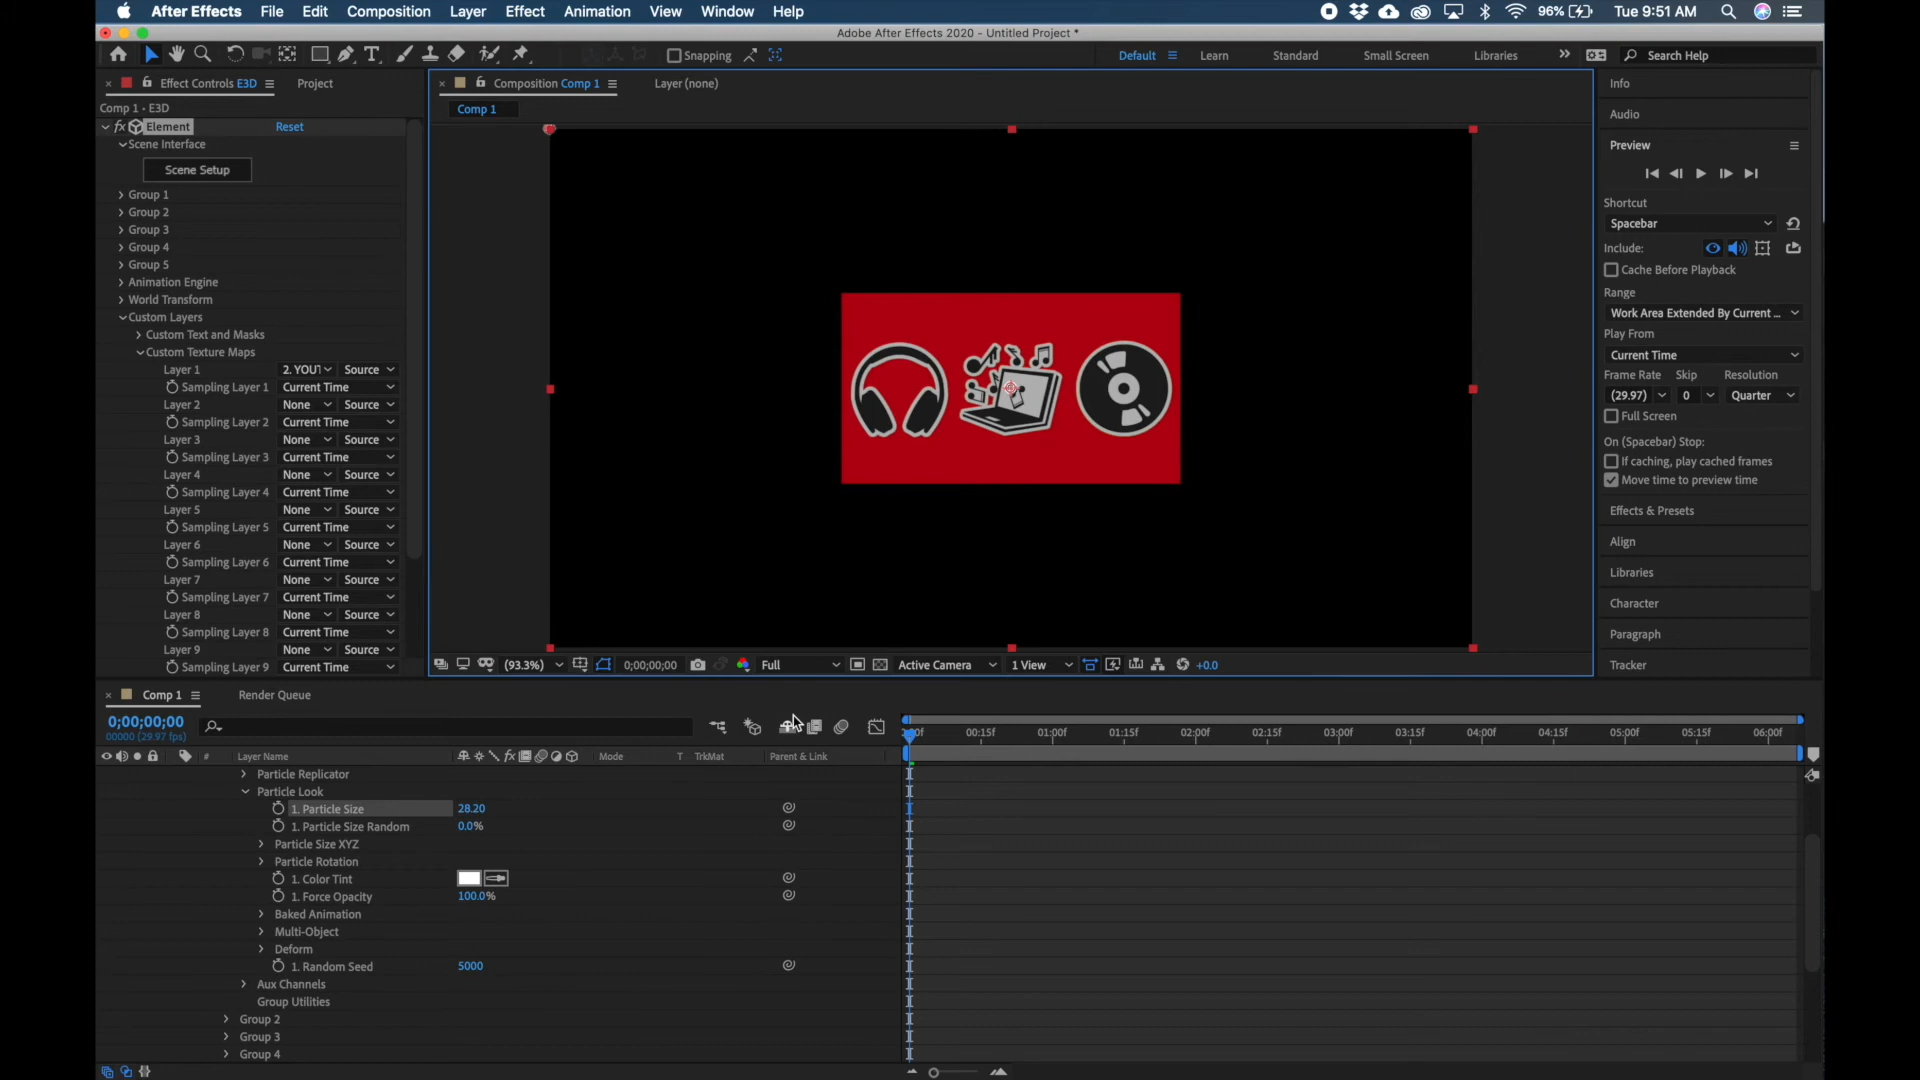 After Effects File Edit Composition Layer Effect Animation View Window Help 96% Tue 9:51 AM
Adobe After Effects 2020 - Untitled Project *
Snapping Default Learn Standard Small Screen Libraries Search Help
Effect Controls E3D Project
Comp 1 • E3D
fx Element Reset
Scene Interface
Scene Setup
Group 1
Group 2
Group 3
Group 4
Group 5
Animation Engine
World Transform
Custom Layers
Custom Text and Masks
Custom Texture Maps
Layer 1 2. YOUT Source
Sampling Layer 1 Current Time
Layer 2 None Source
Sampling Layer 2 Current Time
Layer 3 None Source
Sampling Layer 3 Current Time
Layer 4 None Source
Sampling Layer 4 Current Time
Layer 5 None Source
Sampling Layer 5 Current Time
Layer 6 None Source
Sampling Layer 6 Current Time
Layer 7 None Source
Sampling Layer 7 Current Time
Layer 8 None Source
Sampling Layer 8 Current Time
Layer 9 None Source
Sampling Layer 9 Current Time
Composition Comp 1 Layer (none)
Comp 1
(93.3%) 0;00;00;00 Full Active Camera 1 View +0.0
Info
Audio
Preview
Shortcut
Spacebar
Include:
Cache Before Playback
Range
Work Area Extended By Current ...
Play From
Current Time
Frame Rate Skip Resolution
(29.97) 0 Quarter
Full Screen
On (Spacebar) Stop:
If caching, play cached frames
Move time to preview time
Effects & Presets
Align
Libraries
Character
Paragraph
Tracker
Comp 1 Render Queue
0;00;00;00
00000 (29.97 fps)
# Layer Name fx Mode T TrkMat Parent & Link
00:15f 01:00f 01:15f 02:00f 02:15f 03:00f 03:15f 04:00f 04:15f 05:00f 05:15f 06:00f
Particle Replicator
Particle Look
1. Particle Size 28.20
1. Particle Size Random 0.0%
Particle Size XYZ
Particle Rotation
1. Color Tint
1. Force Opacity 100.0%
Baked Animation
Multi-Object
Deform
1. Random Seed 5000
Aux Channels
Group Utilities
Group 2
Group 3
Group 4